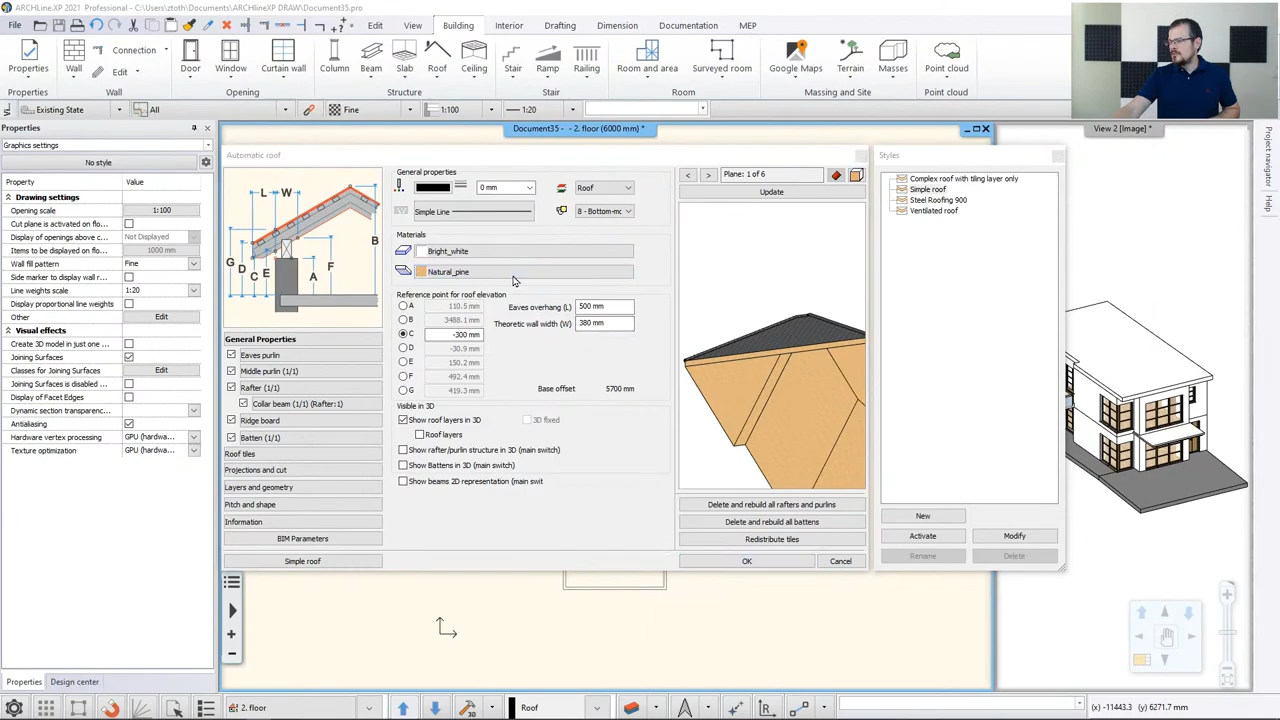 ARCHLine.XP 2021 Professional - C:\Users\ztoth\Documents\ARCHlineXP DRAW\Document35.pro
File
Edit
View
Building
Interior
Drafting
Dimension
Documentation
MEP
Properties
Wall
Connection
Edit
Door
Window
Curtain wall
Column
Beam
Slab
Roof
Ceiling
Stair
Ramp
Railing
Room and area
Surveyed room
Google Maps
Terrain
Masses
Point cloud
Wall
Opening
Structure
Stair
Room
Massing and Site
Point cloud
Existing State
All
Fine
1:100
1:20
Properties
Graphics settings
No style
Property Value
Drawing settings
Opening scale 1:100
Cut plane is activated on fl...
Display of openings above c... Not Displayed
Items to be displayed on flo... 1000 mm
Wall fill pattern Fine
Side marker to display wall r...
Line weights scale 1:20
Display proportional line weights
Other Edit
Visual effects
Create 3D model in just one ...
Joining Surfaces
Classes for Joining Surfaces Edit
Joining Surfaces is disabled ...
Display of Facet Edges
Dynamic section transparenc...
Antialiasing
Hardware vertex processing GPU (hardwa...
Texture optimization GPU (hardwa...
Properties Design center
Document35 - - 2. floor (6000 mm) *
View 2 [Image] *
Project navigator
Help
Automatic roof
L W
G D C E A F B
General Properties
Eaves purlin
Middle purlin (1/1)
Rafter (1/1)
Collar beam (1/1) (Rafter:1)
Ridge board
Batten (1/1)
Roof tiles
Projections and cut
Layers and geometry
Pitch and shape
Information
BIM Parameters
Simple roof
General properties
0 mm
Roof
Simple Line
8 - Bottom-mc
Materials
Bright_white
Natural_pine
Reference point for roof elevation
A 110.5 mm
B 3488.1 mm
C -300 mm
D -30.9 mm
E 150.2 mm
F 492.4 mm
G 419.3 mm
Eaves overhang (L) 500 mm
Theoretic wall width (W) 380 mm
Base offset 5700 mm
Visible in 3D
Show roof layers in 3D
3D fixed
Roof layers
Show rafter/purlin structure in 3D (main switch)
Show Battens in 3D (main switch)
Show beams 2D representation (main swit
< > Plane: 1 of 6
Update
Delete and rebuild all rafters and purlins
Delete and rebuild all battens
Redistribute tiles
OK Cancel
Styles
Complex roof with tiling layer only
Simple roof
Steel Roofing 900
Ventilated roof
New
Activate Modify
Rename Delete
2. floor
Roof
(x) -11443.3 (y) 6271.7 mm